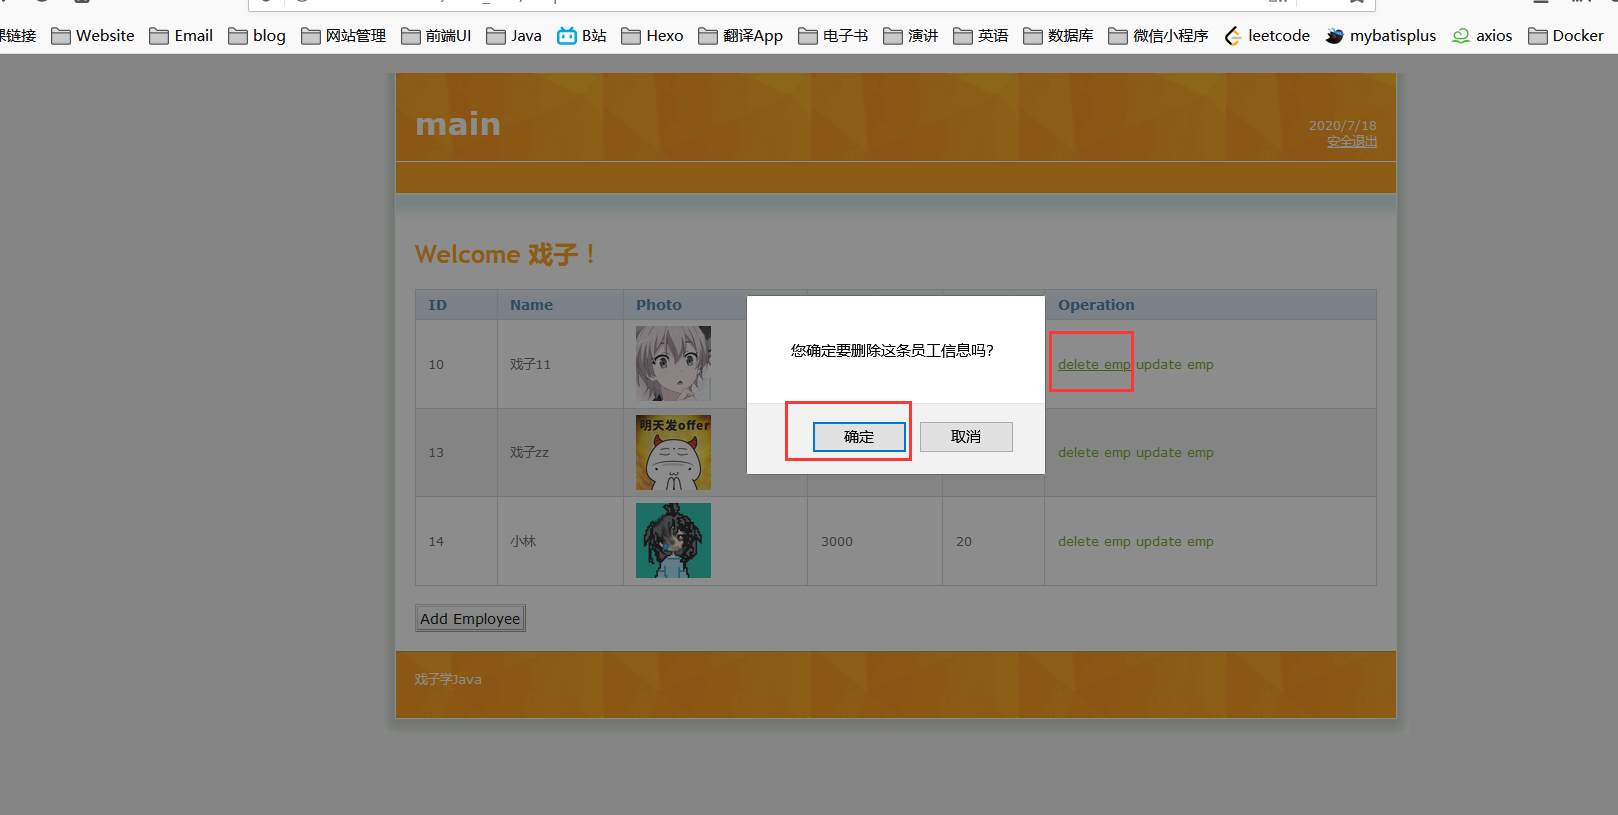 果链接 Website Email blog 网站管理 前端UI Java B站 Hexo 翻译App 电子书 演讲 英语 数据库 微信小程序 leetcode mybatisplus axios Docker
main
2020/7/18
安全退出
Welcome 戏子！
ID Name Photo Operation
10 戏子11 delete emp update emp
您确定要删除这条员工信息吗?
确定 取消
明天发offer
13 戏子zz delete emp update emp
14 小林 3000 20 delete emp update emp
Add Employee
戏子学Java